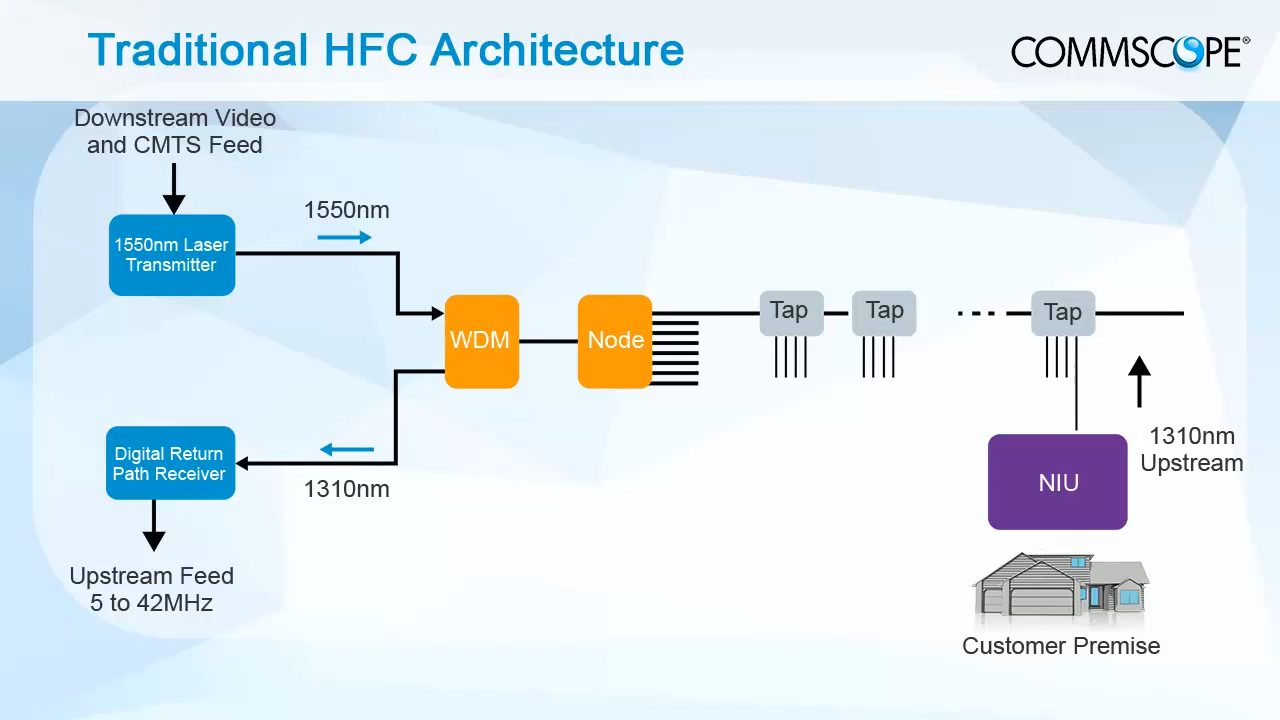 Traditional HFC Architecture
COMMSCOPE®
Downstream Video
and CMTS Feed
1550nm
1550nm Laser
Transmitter
WDM
Node
Tap
Tap
Tap
Digital Return
Path Receiver
1310nm
1310nm
Upstream
NIU
Upstream Feed
5 to 42MHz
Customer Premise